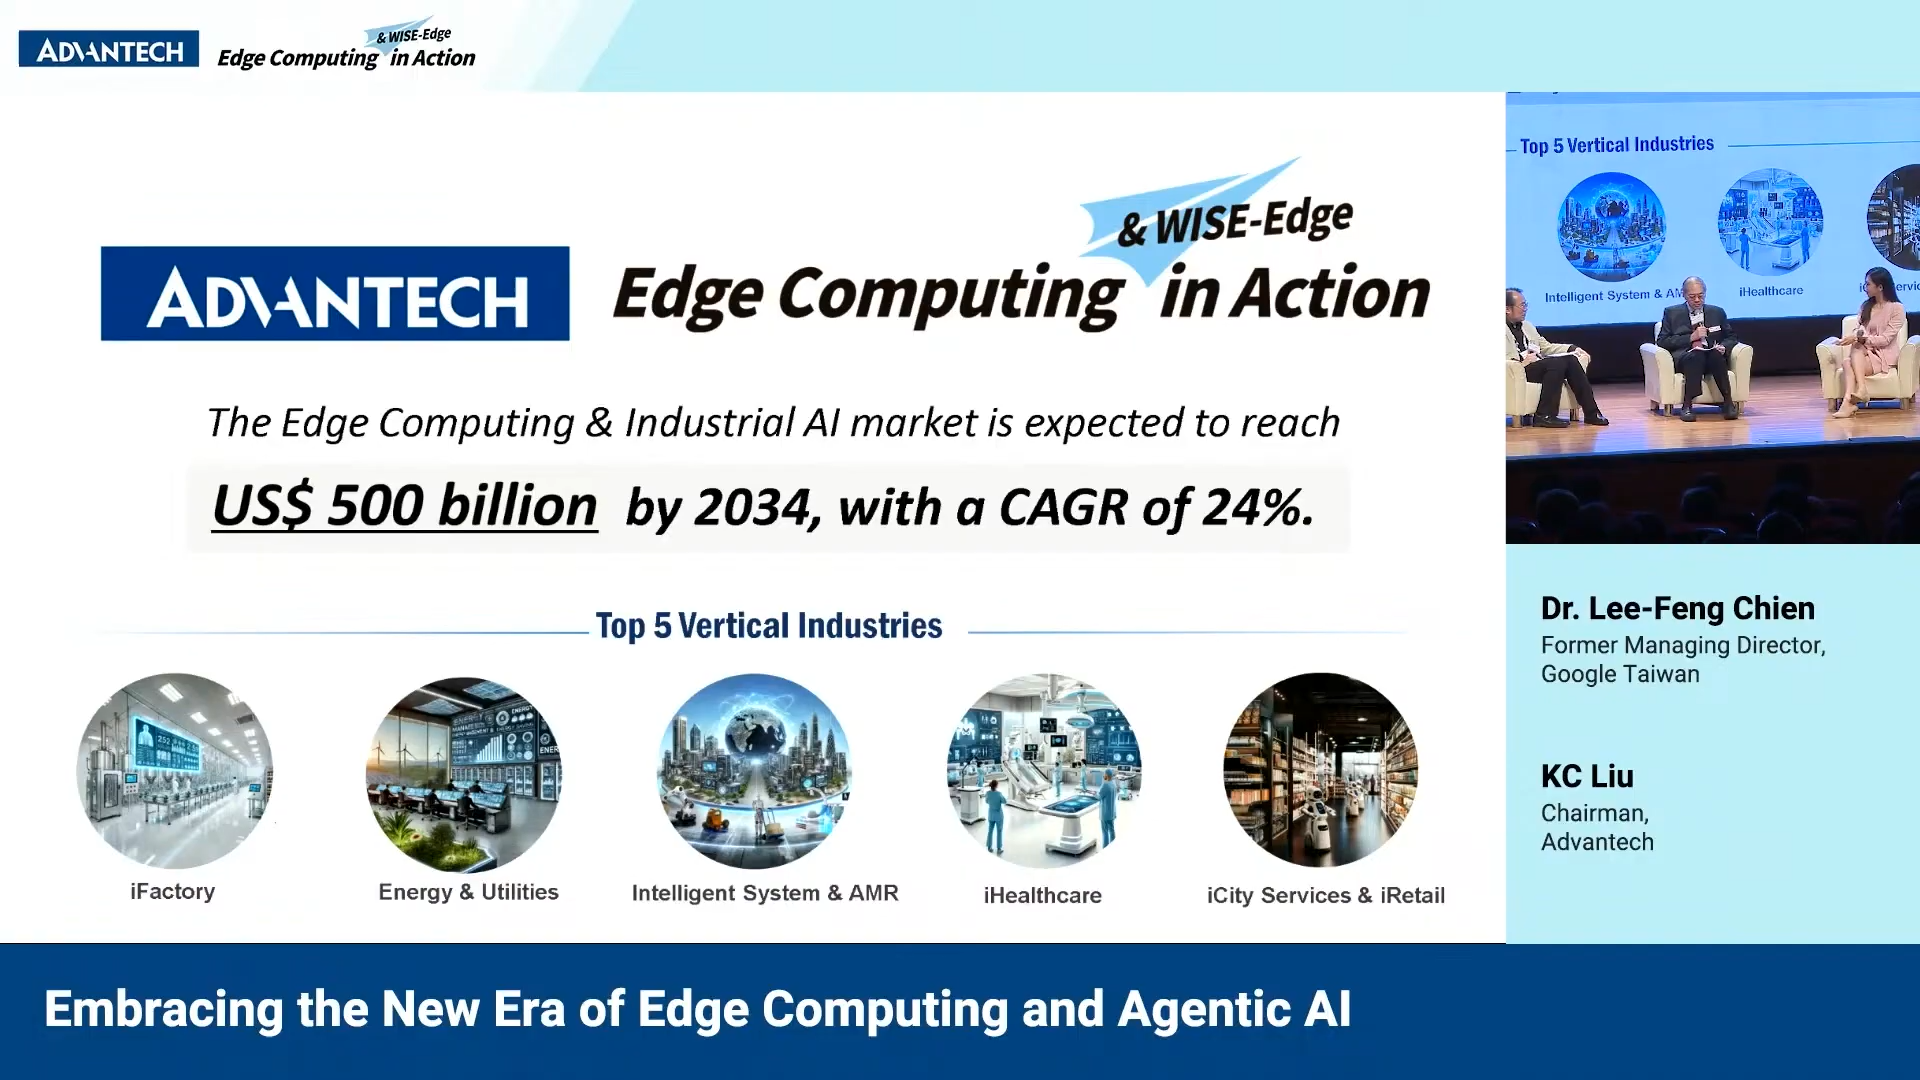 ADVANTECH
& WISE-Edge
Edge Computing in Action
ADVANTECH
& WISE-Edge
Edge Computing in Action
The Edge Computing & Industrial AI market is expected to reach
US$ 500 billion by 2034, with a CAGR of 24%.
Top 5 Vertical Industries
iFactory
Energy & Utilities
Intelligent System & AMR
iHealthcare
iCity Services & iRetail
Top 5 Vertical Industries
Intelligent System & AM
iHealthcare
Dr. Lee-Feng Chien
Former Managing Director,
Google Taiwan
KC Liu
Chairman,
Advantech
Embracing the New Era of Edge Computing and Agentic AI